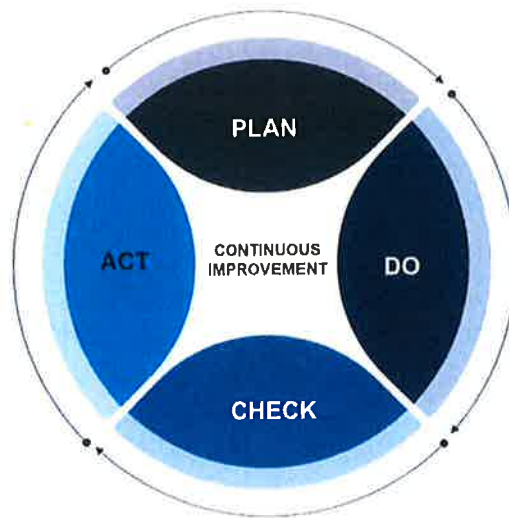 PLAN
DO
CHECK
ACT
CONTINUOUS
IMPROVEMENT